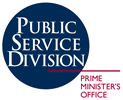 PUBLIC
SERVICE
DIVISION
PRIME
MINISTER'S
OFFICE